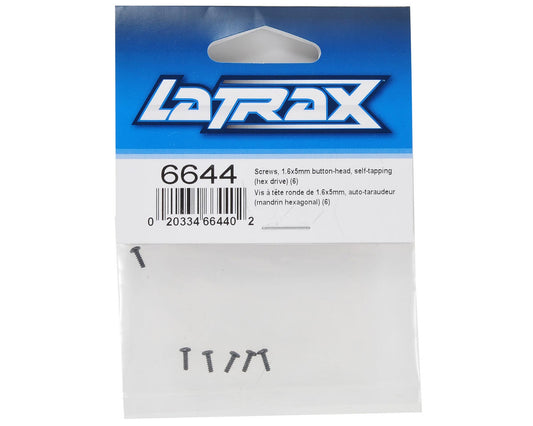 LATRAX
6644
Screws, 1.6x5mm button-head, self-tapping
(hex drive) (6)
Vis à tête ronde de 1.6x5mm, auto-taraudeur
(mandrin hexagonal) (6)
0 20334 66440 2